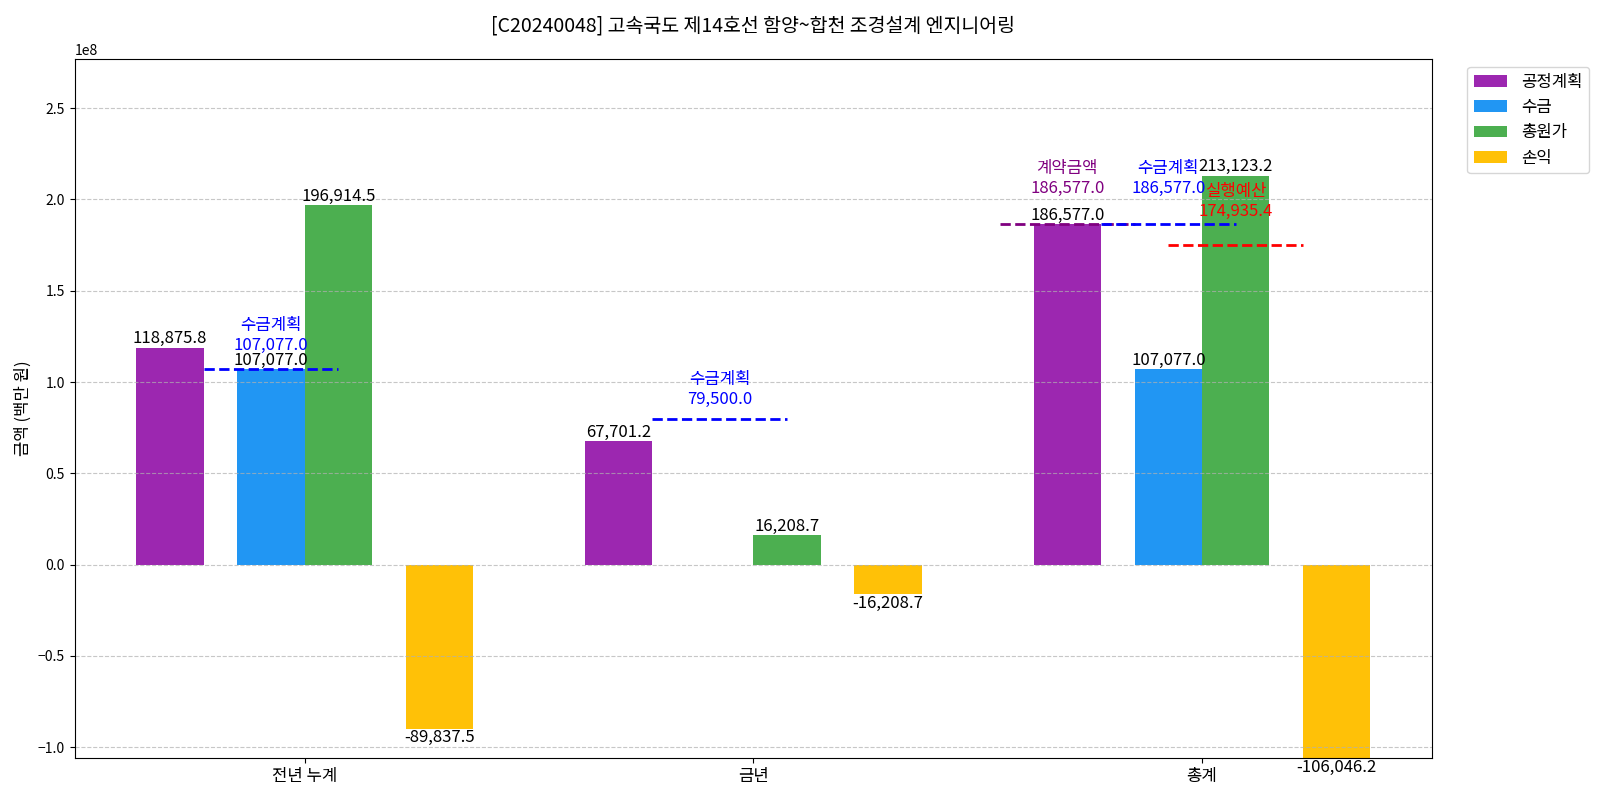 [C20240048] 고속국도 제14호선 함양~합천 조경설계 엔지니어링
1e8
공정계획
수금
총원가
손익
금액 (백만 원)
2.5
2.0
1.5
1.0
0.5
0.0
−0.5
−1.0
118,875.8
수금계획
107,077.0
107,077.0
196,914.5
-89,837.5
67,701.2
수금계획
79,500.0
16,208.7
-16,208.7
계약금액
186,577.0
186,577.0
수금계획
186,577.0
107,077.0
213,123.2
실행예산
174,935.4
-106,046.2
전년 누계
금년
총계